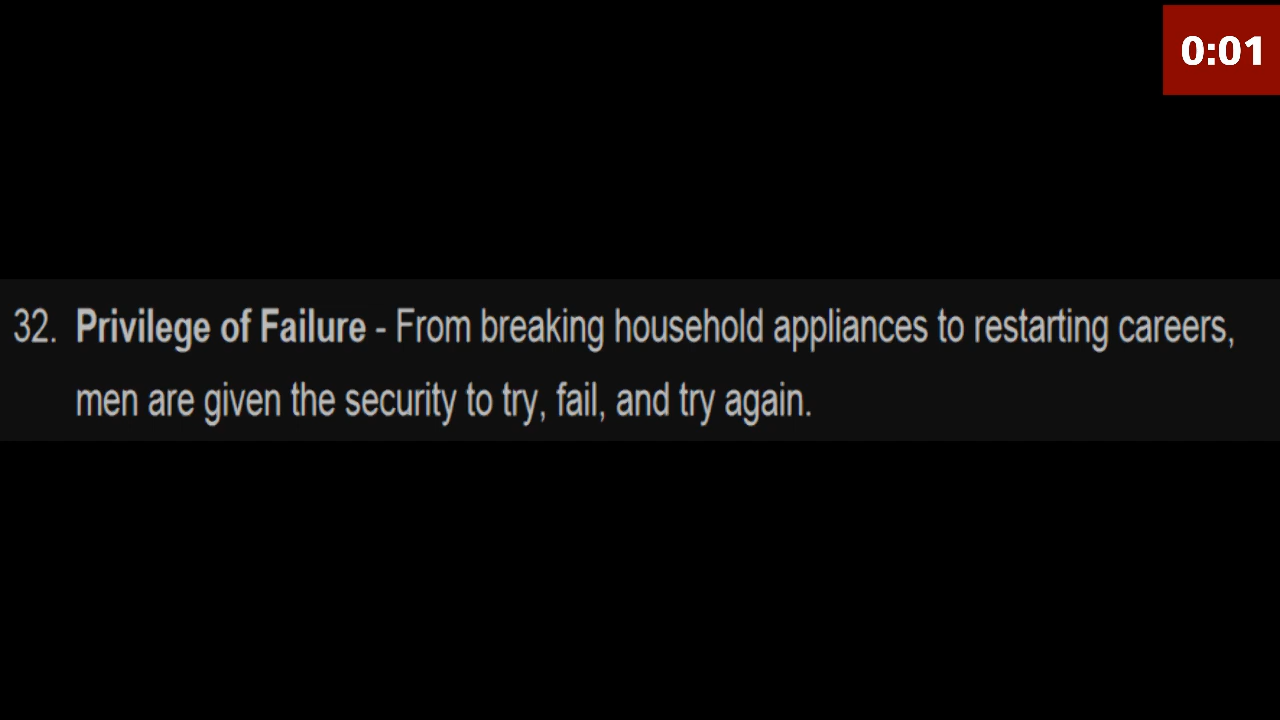 0:01
32. Privilege of Failure - From breaking household appliances to restarting careers,
men are given the security to try, fail, and try again.